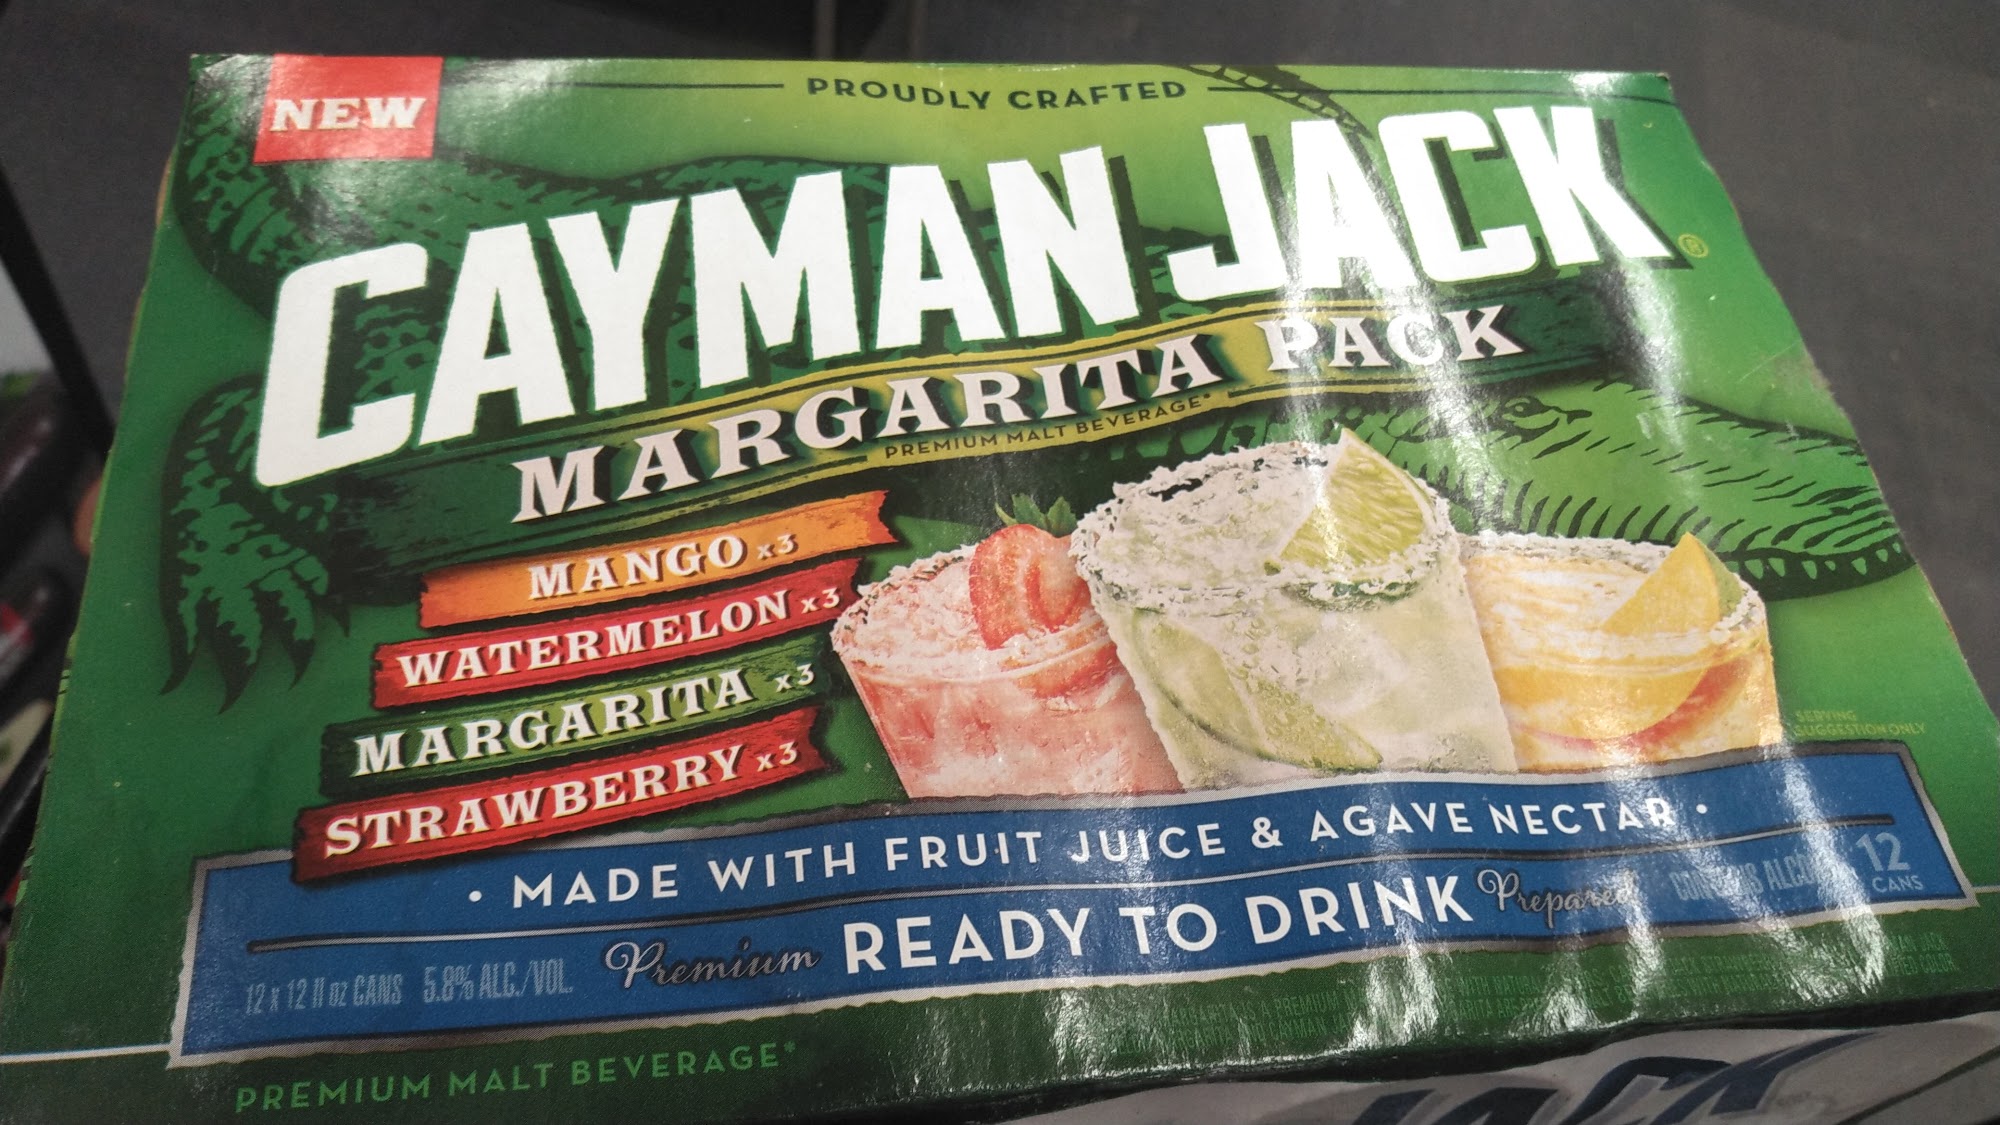 NEW
PROUDLY CRAFTED
CAYMAN JACK®
MARGARITA PACK
PREMIUM MALT BEVERAGE*
MANGO x3
WATERMELON x3
MARGARITA x3
STRAWBERRY x3
SERVING
SUGGESTION ONLY
• MADE WITH FRUIT JUICE & AGAVE NECTAR •
12 x 12 fl oz CANS 5.8% ALC./VOL. Premium READY TO DRINK Prepared
12
CANS
PREMIUM MALT BEVERAGE*
JACK